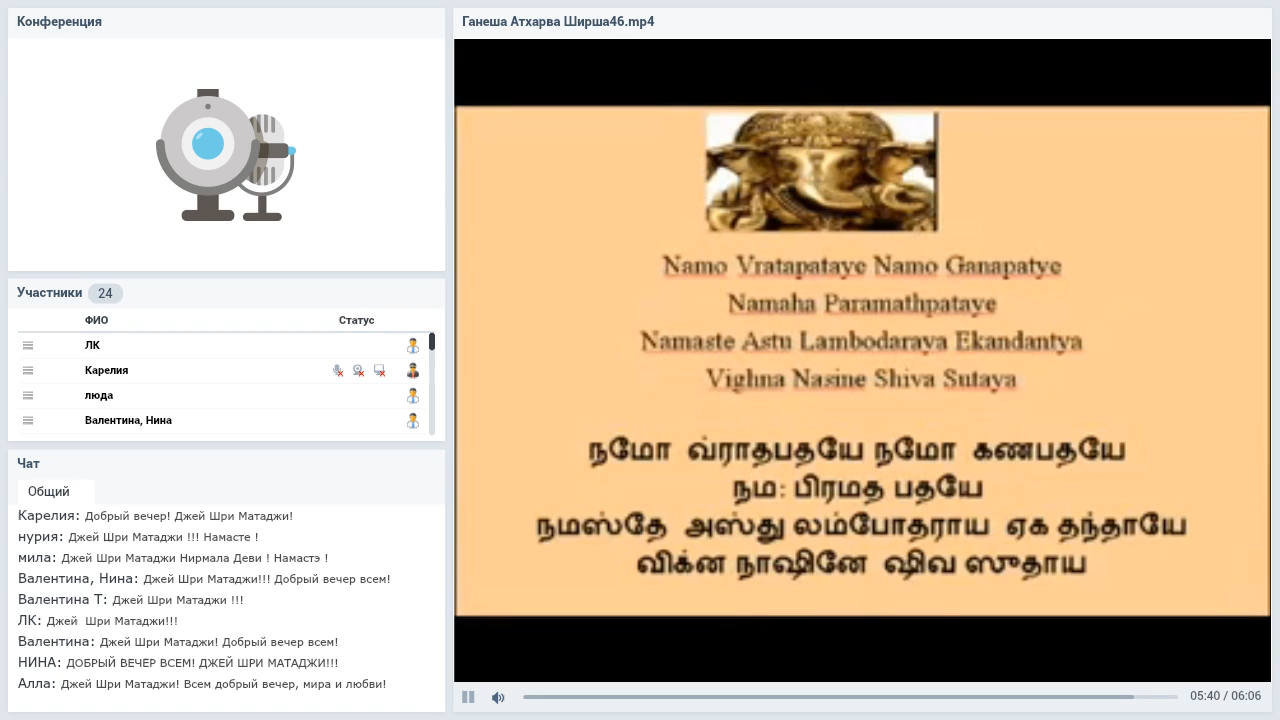 Конференция
Участники 24
ФИО Статус
ЛК
Карелия
люда
Валентина, Нина
Чат
Общий
Карелия: Добрый вечер! Джей Шри Матаджи!
нурия: Джей Шри Матаджи !!! Намасте !
мила: Джей Шри Матаджи Нирмала Деви ! Намастэ !
Валентина, Нина: Джей Шри Матаджи!!! Добрый вечер всем!
Валентина Т: Джей Шри Матаджи !!!
ЛК: Джей  Шри Матаджи!!!
Валентина: Джей Шри Матаджи! Добрый вечер всем!
НИНА: ДОБРЫЙ ВЕЧЕР ВСЕМ! ДЖЕЙ ШРИ МАТАДЖИ!!!
Алла: Джей Шри Матаджи! Всем добрый вечер, мира и любви!
Ганеша Атхарва Ширша46.mp4
Namo Vratapataye Namo Ganapatye
Namaha Paramathpataye
Namaste Astu Lambodaraya Ekandantya
Vighna Nasine Shiva Sutaya
நமோ வ்ராதபதயே நமோ கணபதயே
நம: பிரமத பதயே
நமஸ்தே அஸ்து லம்போதராய ஏக தந்தாயே
விக்ன நாஷினே ஷிவ ஸுதாய
05:40 / 06:06